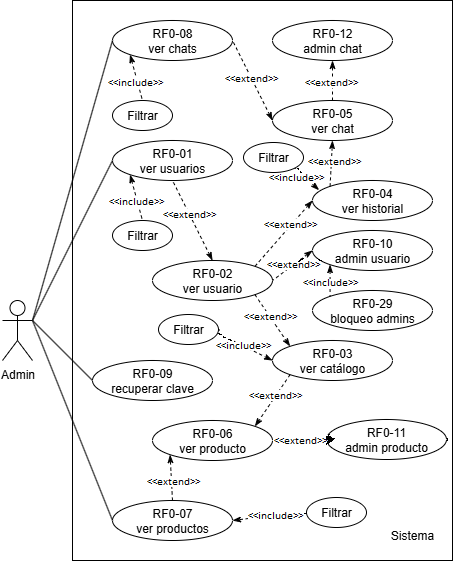 RF0-08
ver chats
RF0-12
admin chat
<<include>>
<<extend>>
<<extend>>
Filtrar
RF0-05
ver chat
RF0-01
ver usuarios
Filtrar
<<extend>>
<<include>>
<<include>>
<<extend>>
RF0-04
ver historial
Filtrar
<<extend>>
RF0-10
admin usuario
RF0-02
ver usuario
<<extend>>
<<include>>
RF0-29
bloqueo admins
<<extend>>
Filtrar
<<include>>
RF0-03
ver catálogo
Admin
RF0-09
recuperar clave
<<extend>>
RF0-06
ver producto
<<extend>>
RF0-11
admin producto
<<extend>>
RF0-07
ver productos
<<include>>
Filtrar
Sistema